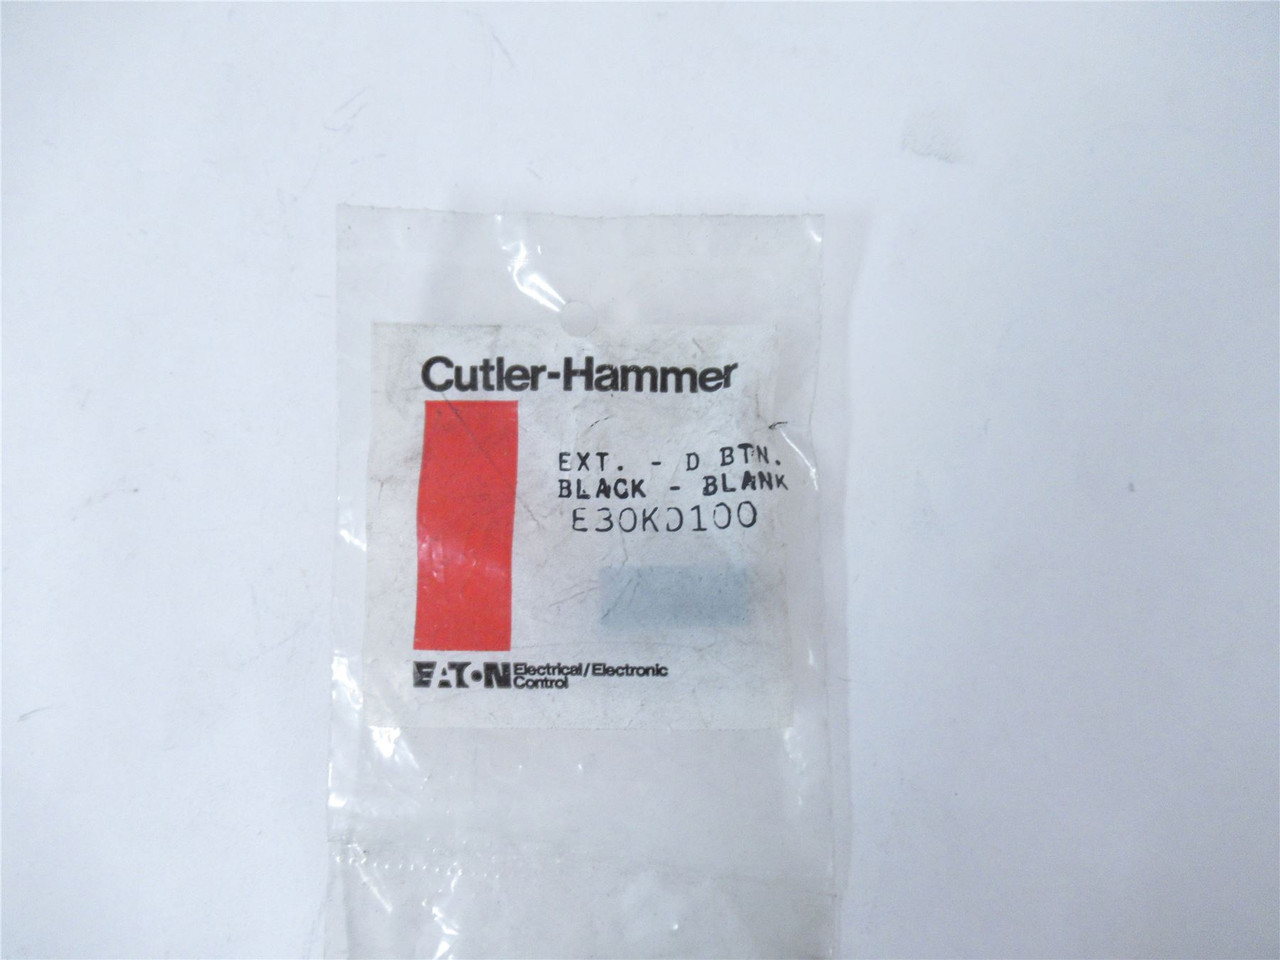 Cutler-Hammer
EXT. - D BTN.
BLACK - BLANK
E30KD100
EATON Electrical/Electronic
Control